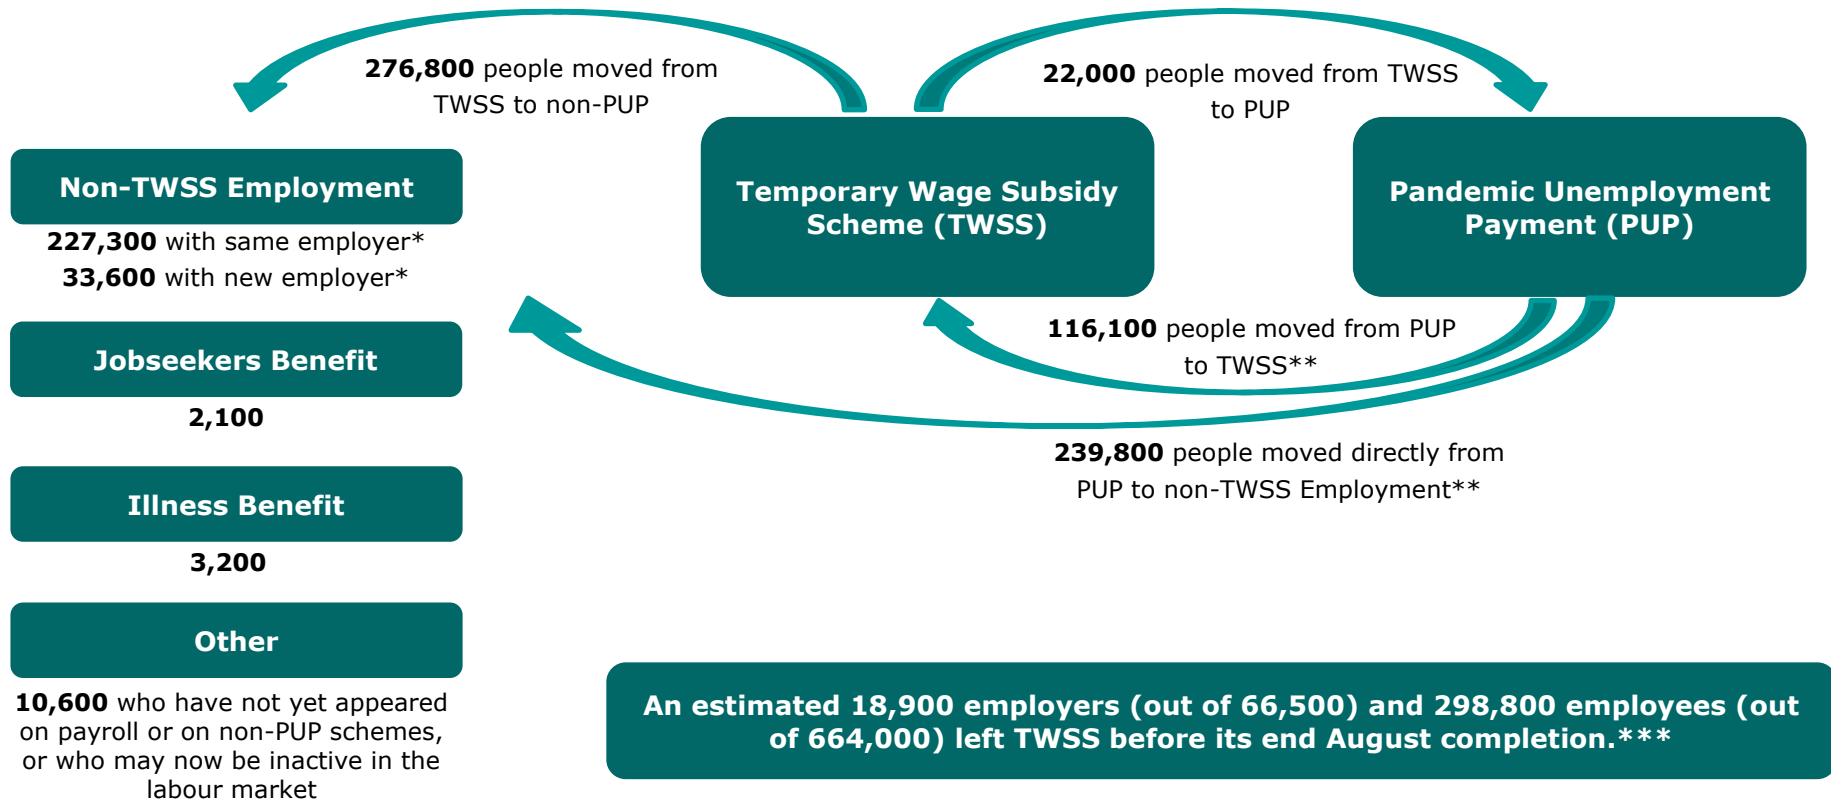 276,800 people moved from
TWSS to non-PUP
22,000 people moved from TWSS
to PUP
Non-TWSS Employment
227,300 with same employer*
33,600 with new employer*
Temporary Wage Subsidy
Scheme (TWSS)
Pandemic Unemployment
Payment (PUP)
Jobseekers Benefit
2,100
116,100 people moved from PUP
to TWSS**
239,800 people moved directly from
PUP to non-TWSS Employment**
Illness Benefit
3,200
Other
10,600 who have not yet appeared
on payroll or on non-PUP schemes,
or who may now be inactive in the
labour market
An estimated 18,900 employers (out of 66,500) and 298,800 employees (out
of 664,000) left TWSS before its end August completion.***